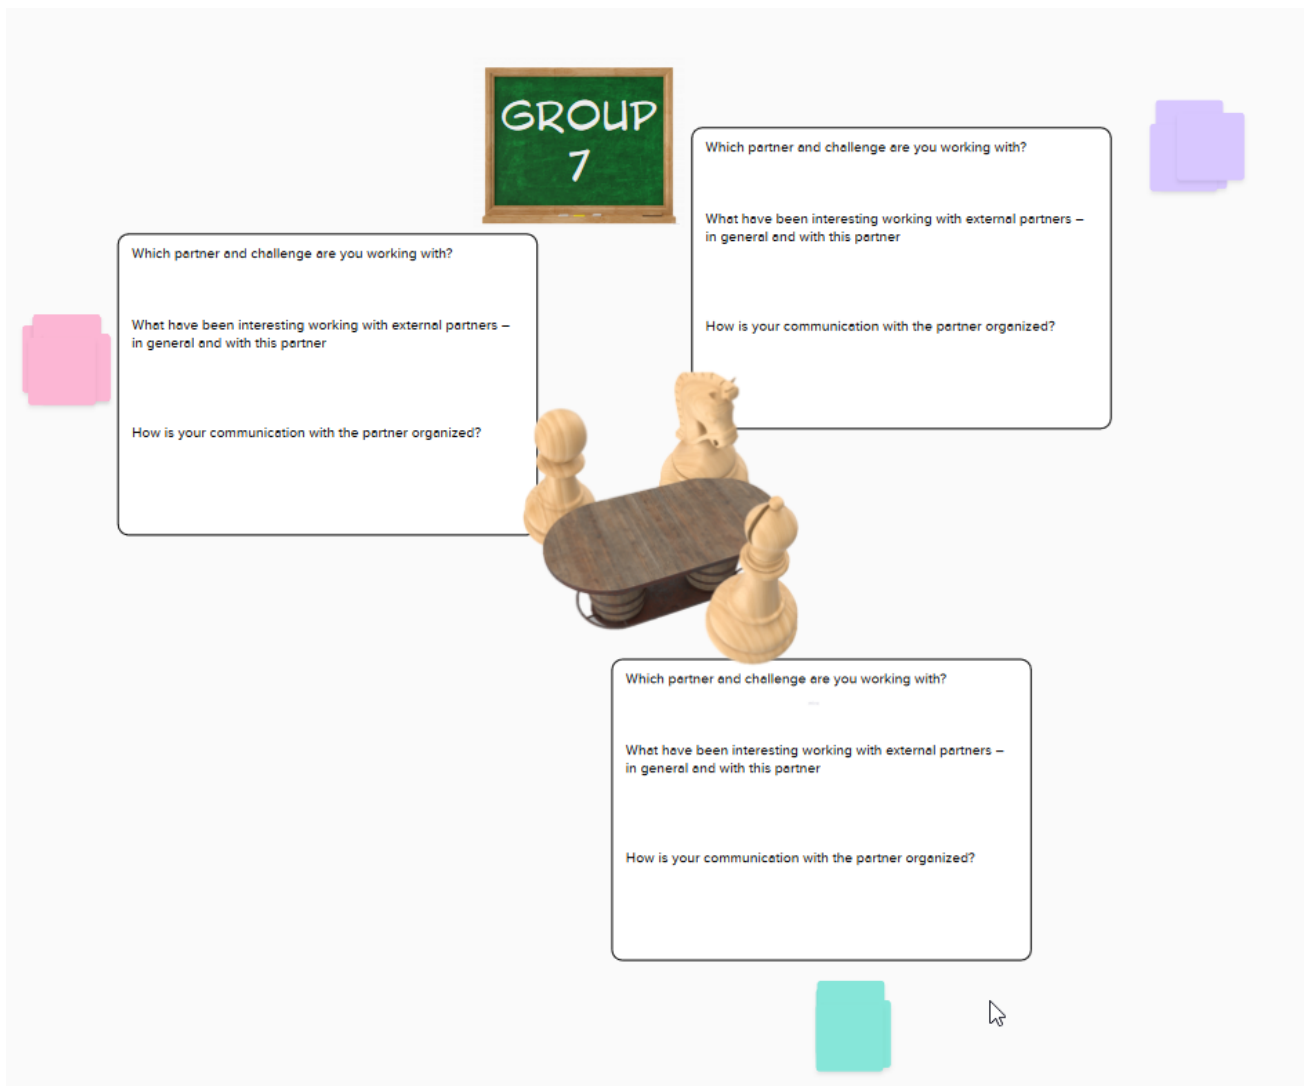 GROUP
7
Which partner and challenge are you working with?
What have been interesting working with external partners –
in general and with this partner
How is your communication with the partner organized?
Which partner and challenge are you working with?
What have been interesting working with external partners –
in general and with this partner
How is your communication with the partner organized?
Which partner and challenge are you working with?
What have been interesting working with external partners –
in general and with this partner
How is your communication with the partner organized?